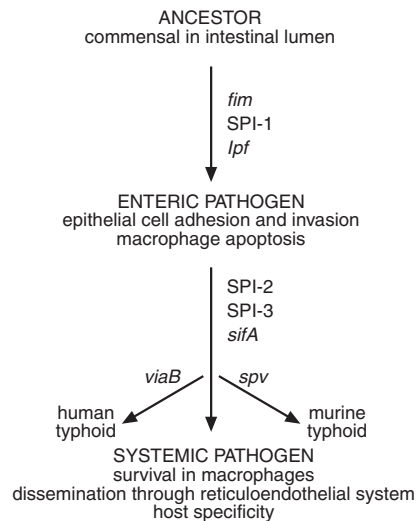 ANCESTOR
commensal in intestinal lumen
fim
SPI-1
lpf
ENTERIC PATHOGEN
epithelial cell adhesion and invasion
macrophage apoptosis
SPI-2
SPI-3
sifA
viaB
spv
human
typhoid
murine
typhoid
SYSTEMIC PATHOGEN
survival in macrophages
dissemination through reticuloendothelial system
host specificity